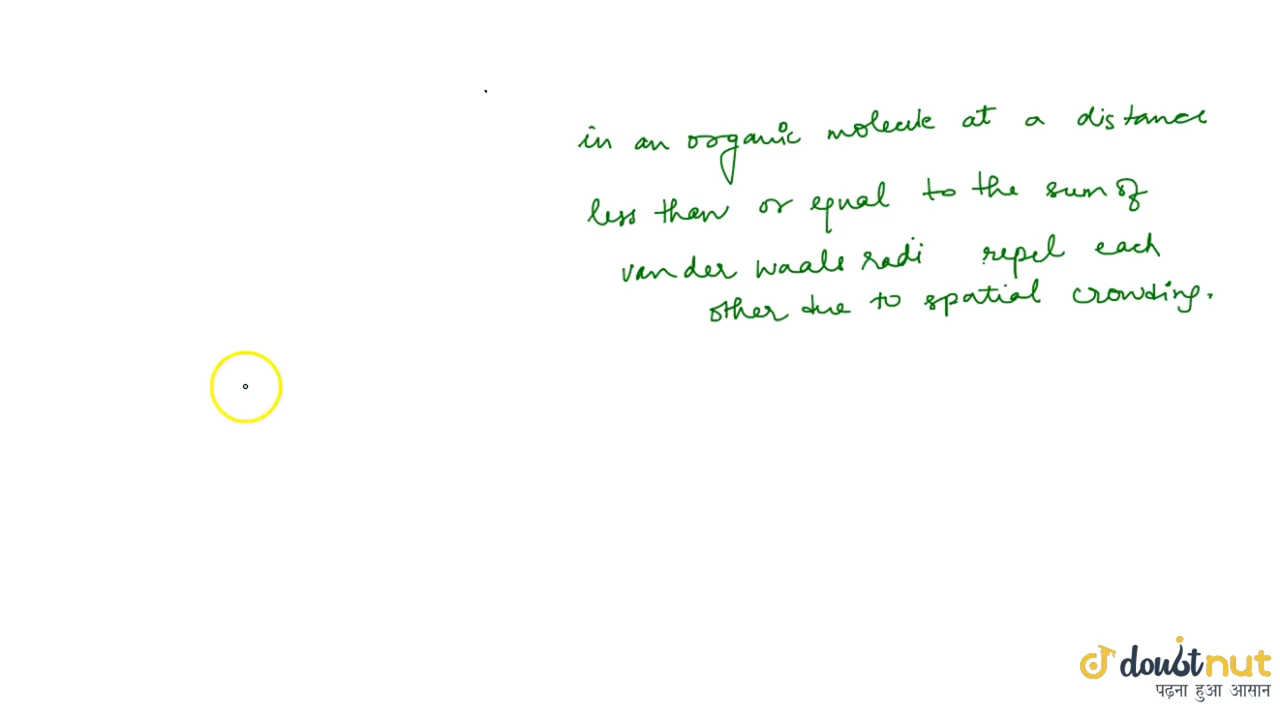 in an organic molecule at a distance
less than or equal to the sum of
van der waals radi repel each
other due to spatial crowding.
doubtnut
पढ़ना हुआ आसान